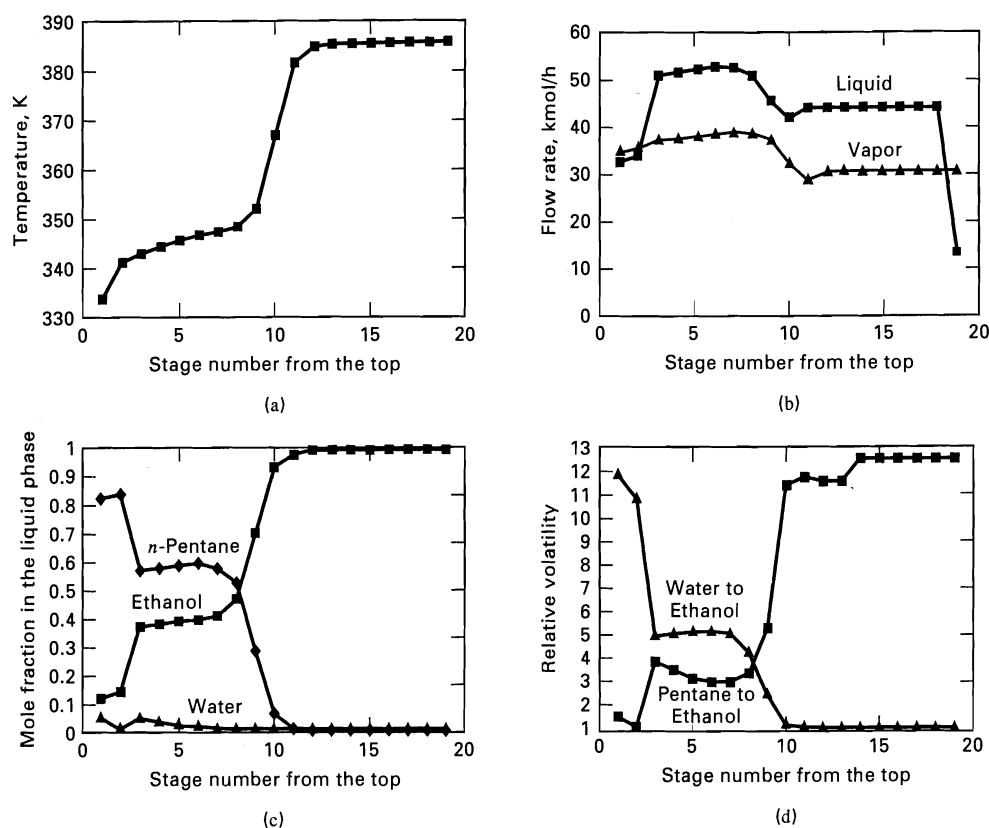 390
380
370
360
350
340
330
Temperature, K
0
5
10
15
20
Stage number from the top
(a)
60
50
40
30
20
10
0
Flow rate, kmol/h
Liquid
Vapor
0
5
10
15
20
Stage number from the top
(b)
1
0.9
0.8
0.7
0.6
0.5
0.4
0.3
0.2
0.1
0
Mole fraction in the liquid phase
n-Pentane
Ethanol
Water
0
5
10
15
20
Stage number from the top
(c)
13
12
11
10
9
8
7
6
5
4
3
2
1
Relative volatility
Water to
Ethanol
Pentane to
Ethanol
0
5
10
15
20
Stage number from the top
(d)